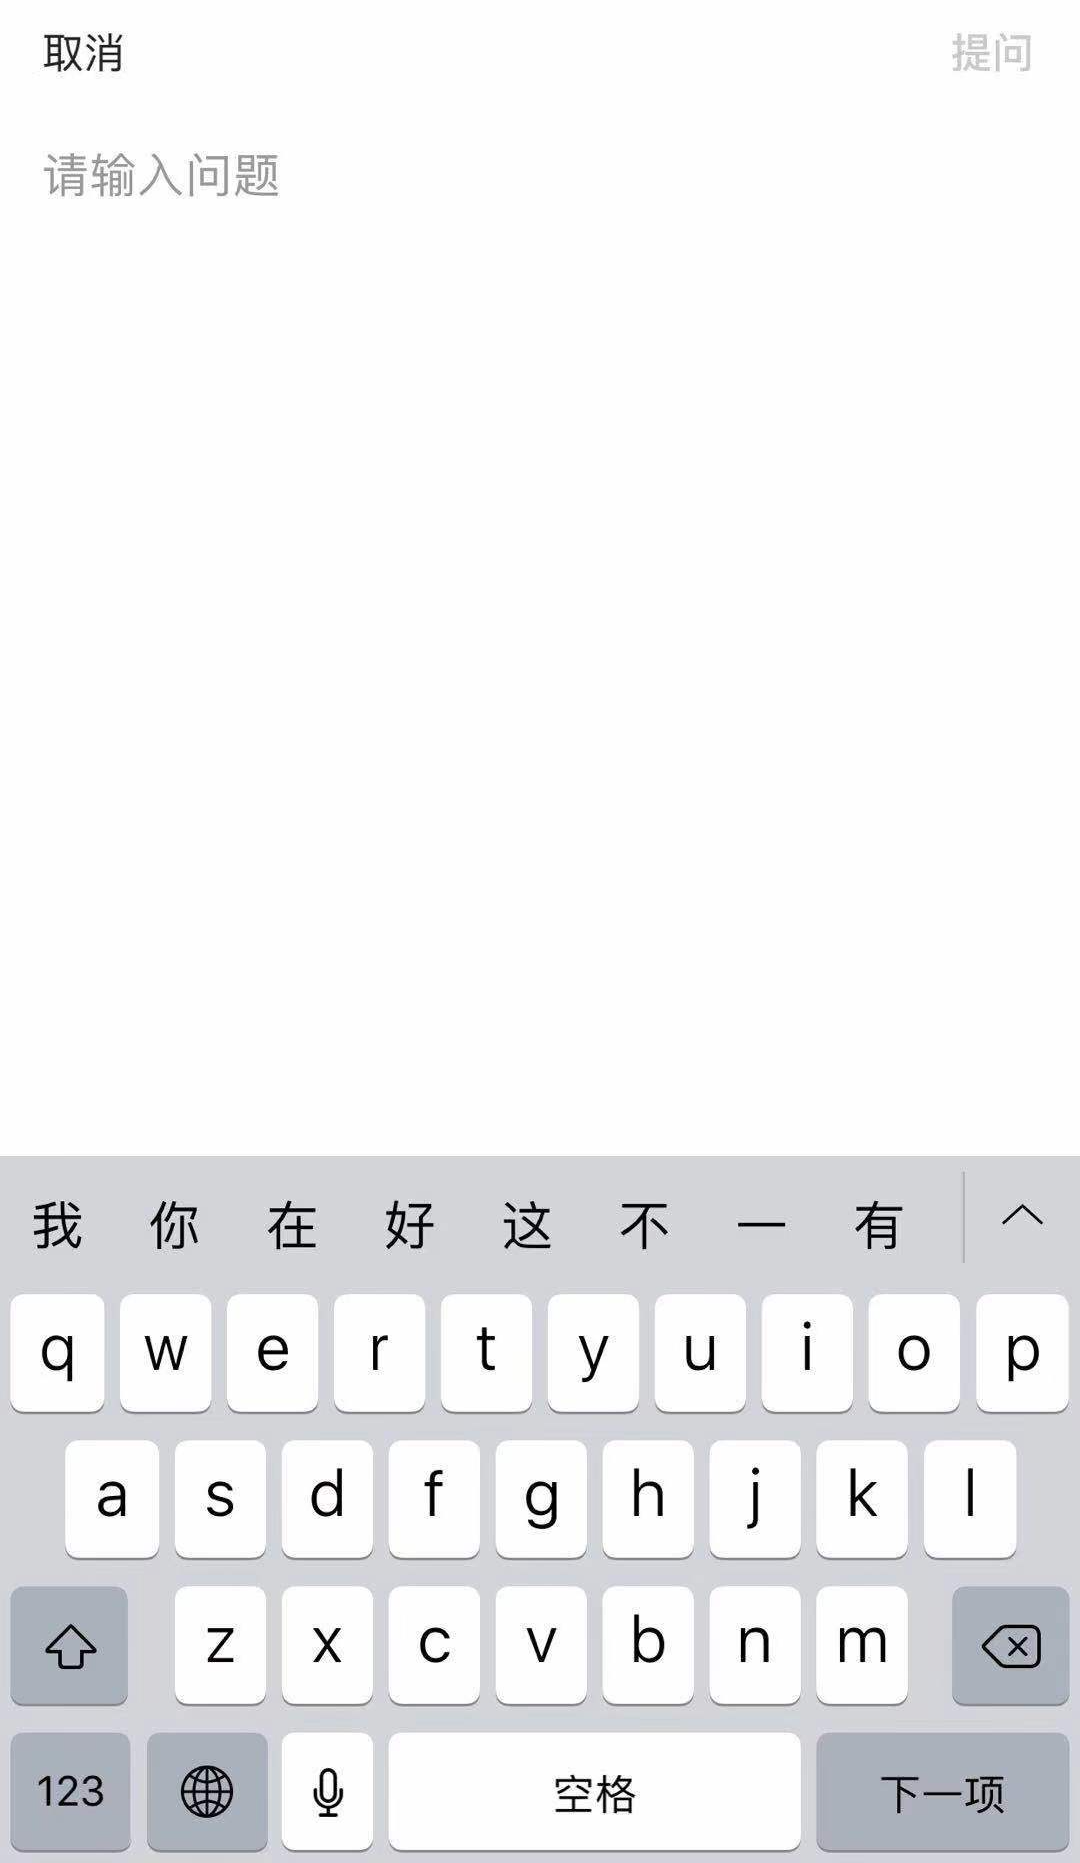 取消 提问
请输入问题
我 你 在 好 这 不 一 有
q w e r t y u i o p
a s d f g h j k l
z x c v b n m
123 空格 下一项